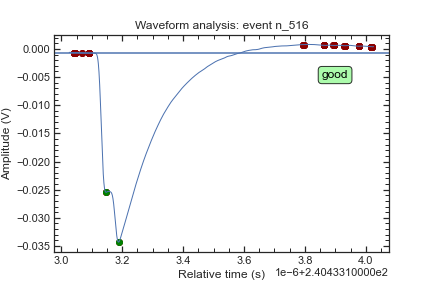 Waveform analysis: event n_516
0.000
−0.005
−0.010
−0.015
−0.020
−0.025
−0.030
−0.035
Amplitude (V)
good
3.0 3.2 3.4 3.6 3.8 4.0
Relative time (s)
1e−6+2.4043310000e2